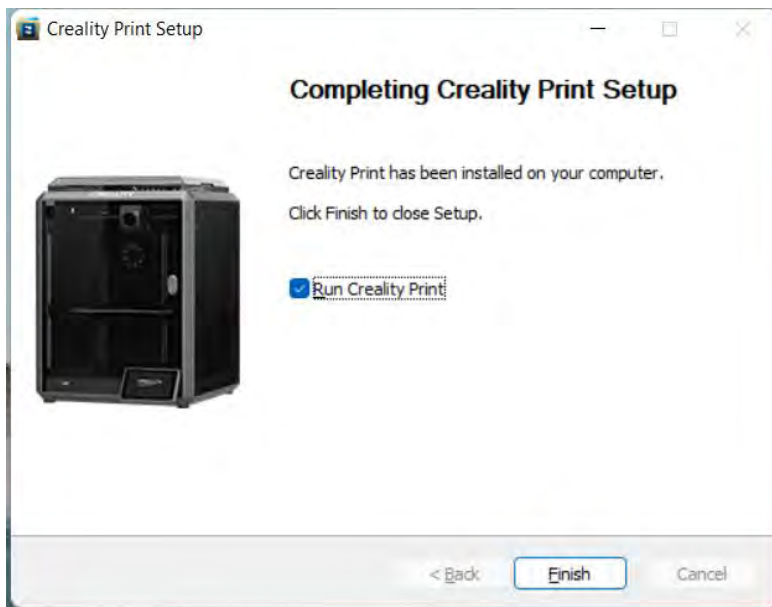 Creality Print Setup
Completing Creality Print Setup
Creality Print has been installed on your computer.
Click Finish to close Setup.
Run Creality Print
< Back
Finish
Cancel